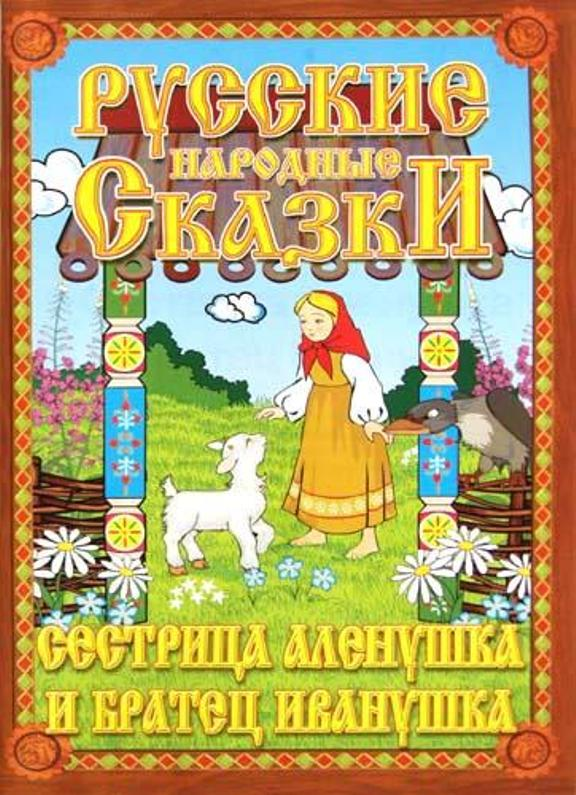 Русские
народные
Сказки
Сестрица Аленушка
и братец Иванушка